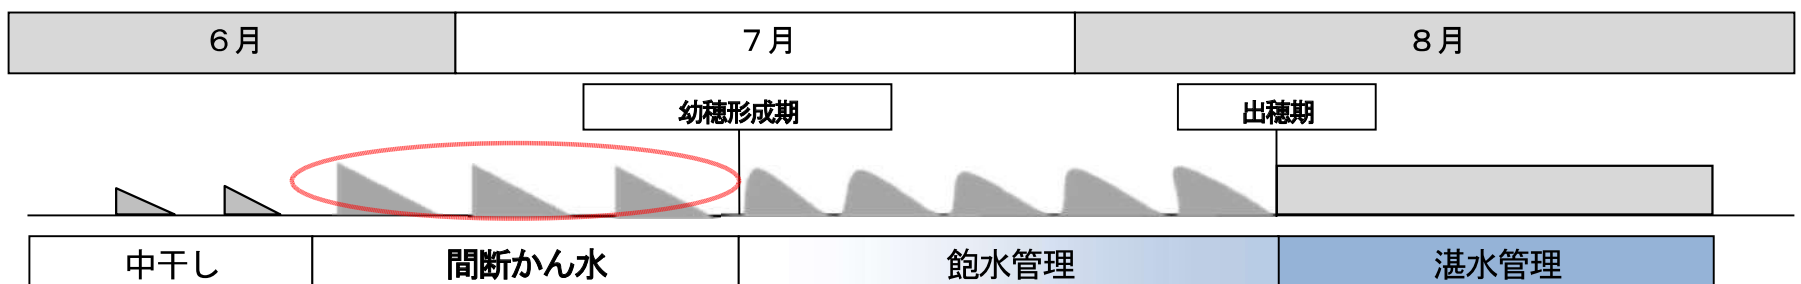 ６月
７月
８月
幼穂形成期
出穂期
中干し
間断かん水
飽水管理
湛水管理